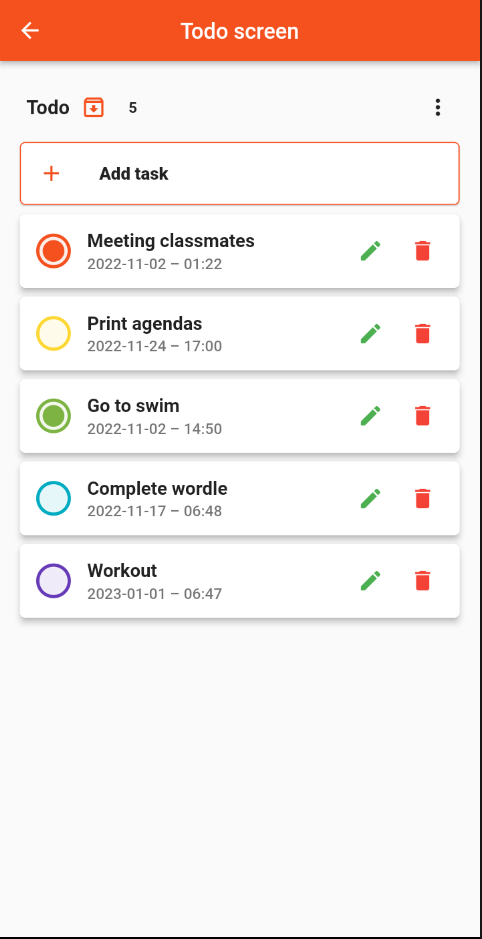 Todo screen
Todo 5
Add task
Meeting classmates
2022-11-02 – 01:22
Print agendas
2022-11-24 – 17:00
Go to swim
2022-11-02 – 14:50
Complete wordle
2022-11-17 – 06:48
Workout
2023-01-01 – 06:47